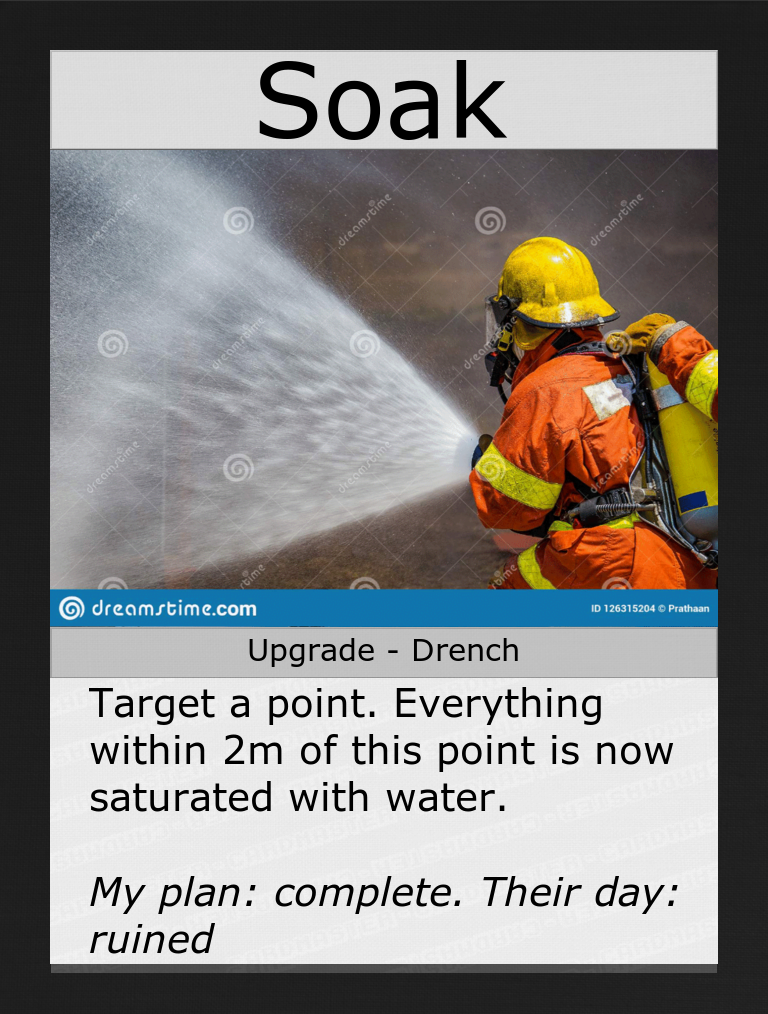 Soak
dreamstime.com
ID 126315204 © Prathaan
Upgrade - Drench
Target a point. Everything
within 2m of this point is now
saturated with water.
My plan: complete. Their day:
ruined